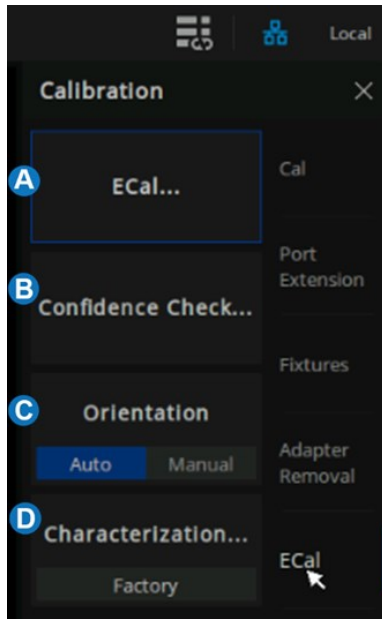 Local
Calibration
A
ECal...
B
Confidence Check...
C
Orientation
Auto Manual
D
Characterization...
Factory
Cal
Port
Extension
Fixtures
Adapter
Removal
ECal